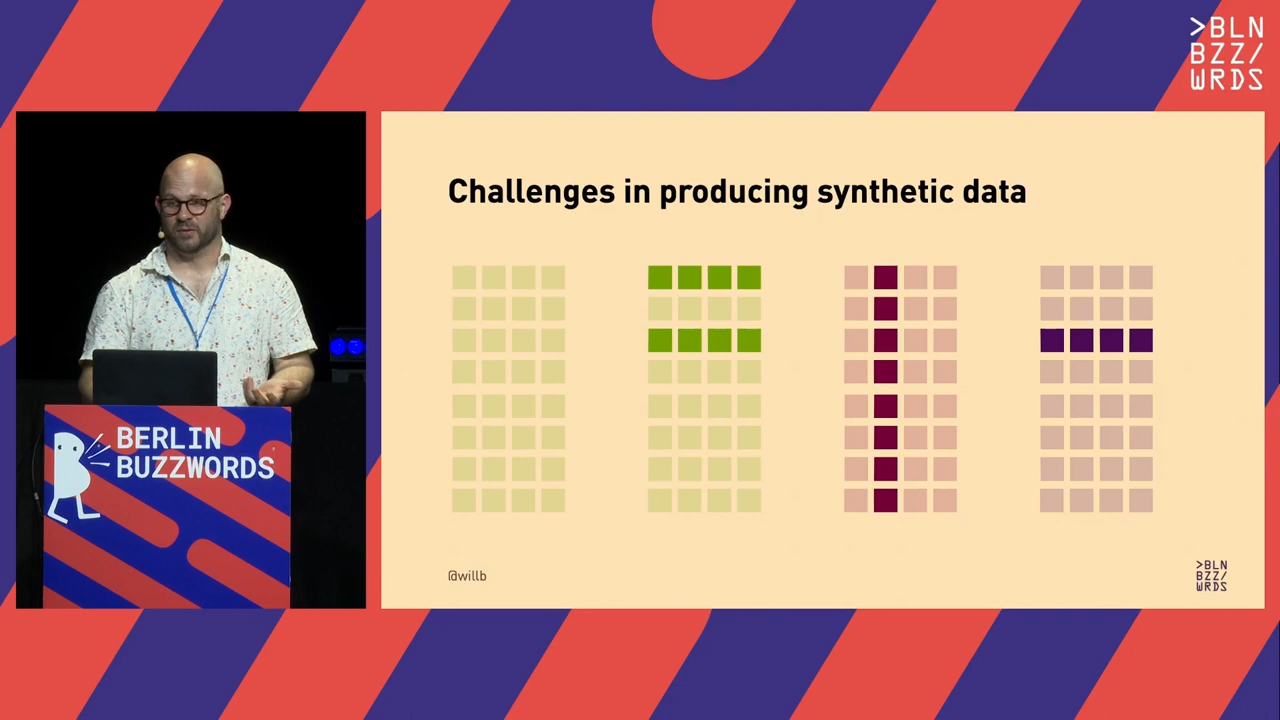 >BLN
BZZ/
WRDS
BERLIN
BUZZWORDS
Challenges in producing synthetic data
@willb
>BLN
BZZ/
WRDS